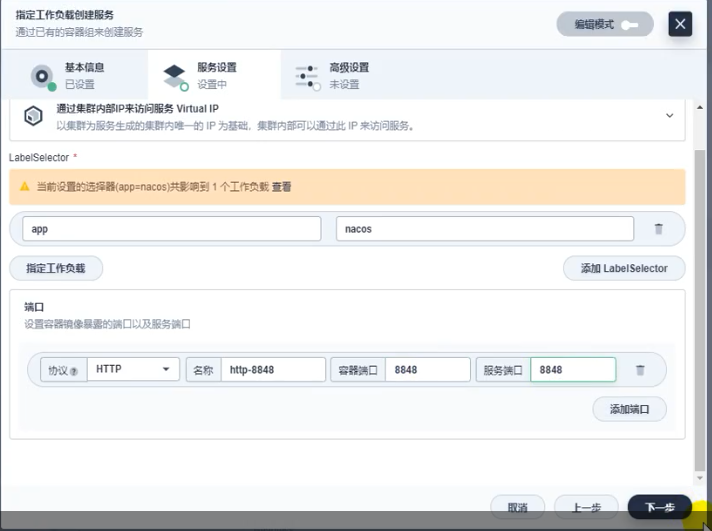 指定工作负载创建服务
通过已有的容器组来创建服务
编辑模式
基本信息
已设置
服务设置
设置中
高级设置
未设置
通过集群内部IP来访问服务 Virtual IP
以集群为服务生成的集群内唯一的 IP 为基础，集群内部可以通过此 IP 来访问服务。
LabelSelector *
当前设置的选择器(app=nacos)共影响到 1 个工作负载 查看
app nacos
指定工作负载 添加 LabelSelector
端口
设置容器镜像暴露的端口以及服务端口
协议 HTTP 名称 http-8848 容器端口 8848 服务端口 8848
添加端口
取消 上一步 下一步